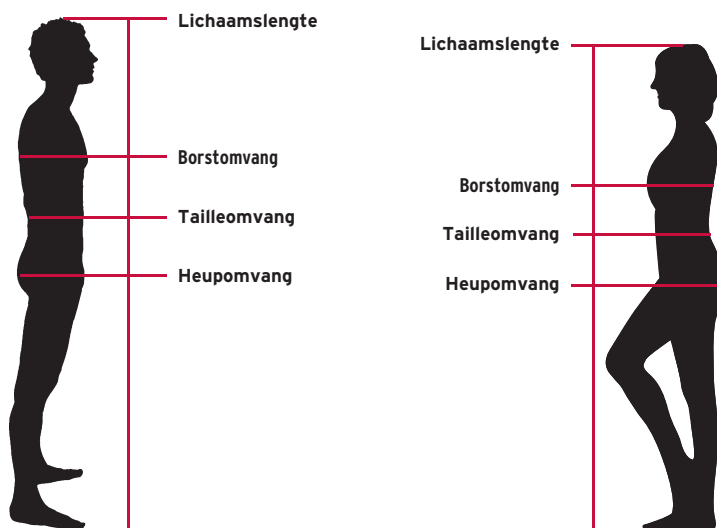 Lichaamslengte
Borstomvang
Tailleomvang
Heupomvang
Lichaamslengte
Borstomvang
Tailleomvang
Heupomvang